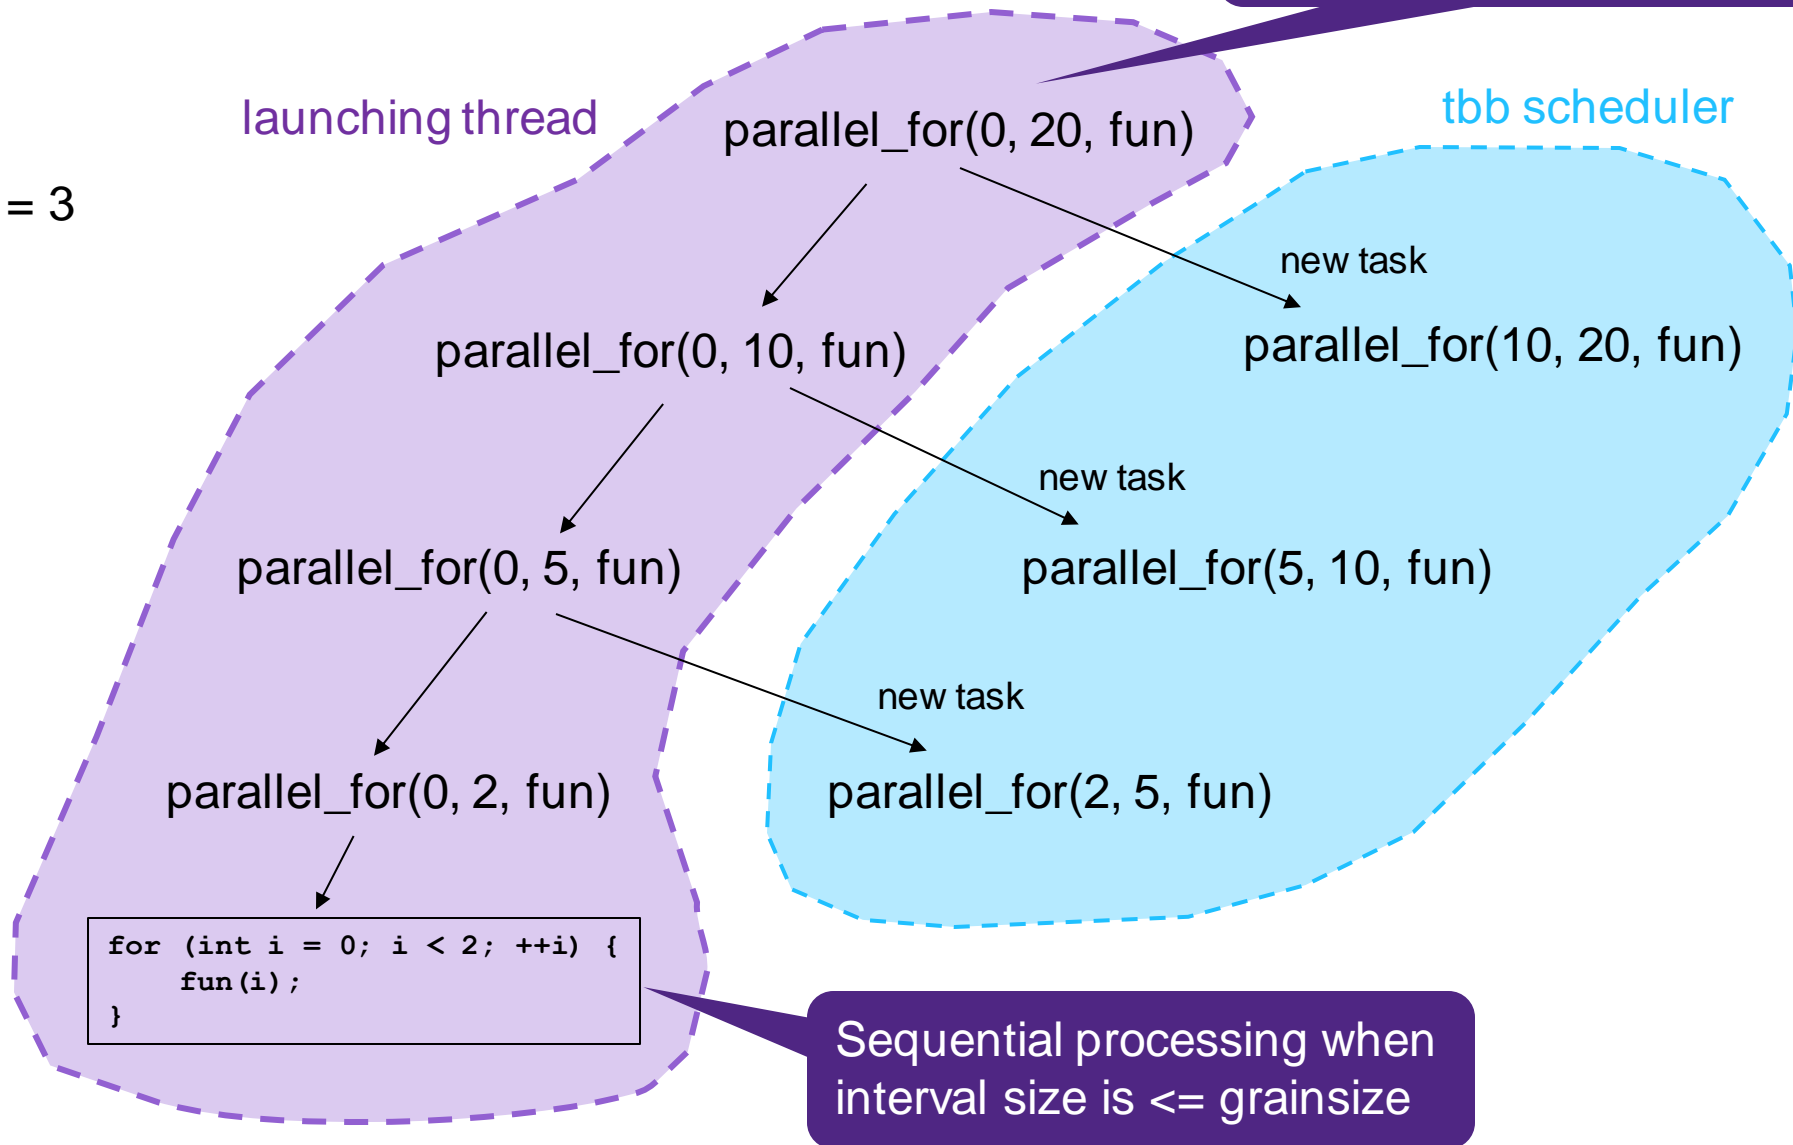 launching thread
tbb scheduler
parallel_for(0, 20, fun)
= 3
new task
parallel_for(0, 10, fun)
parallel_for(10, 20, fun)
new task
parallel_for(0, 5, fun)
parallel_for(5, 10, fun)
new task
parallel_for(0, 2, fun)
parallel_for(2, 5, fun)
for (int i = 0; i < 2; ++i) {
fun(i);
}
Sequential processing when
interval size is <= grainsize